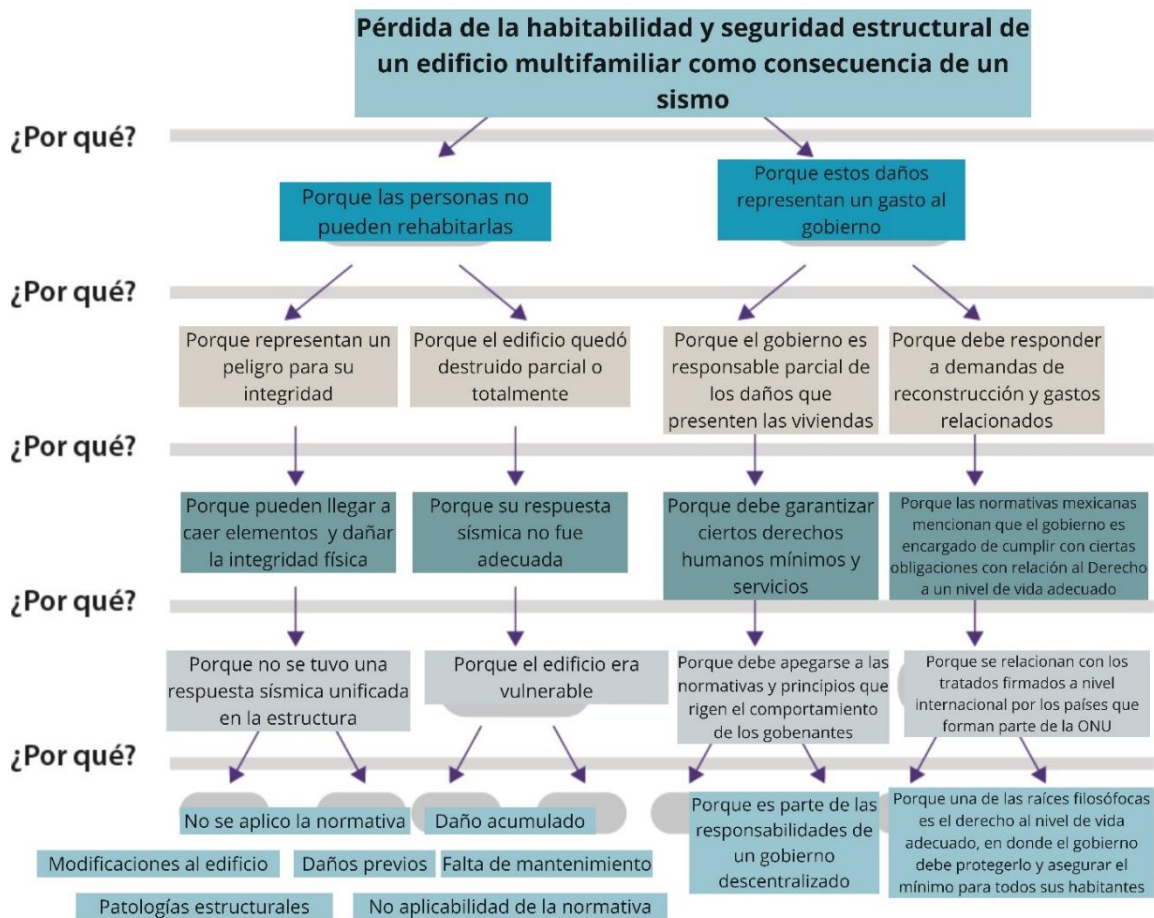 Pérdida de la habitabilidad y seguridad estructural de
un edificio multifamiliar como consecuencia de un
sismo
¿Por qué?
Porque las personas no
pueden rehabitarlas
Porque estos daños
representan un gasto al
gobierno
¿Por qué?
Porque representan un
peligro para su
integridad
Porque el edificio quedó
destruido parcial o
totalmente
Porque el gobierno es
responsable parcial de
los daños que
presenten las viviendas
Porque debe responder
a demandas de
reconstrucción y gastos
relacionados
¿Por qué?
Porque pueden llegar a
caer elementos y dañar
la integridad física
Porque su respuesta
sísmica no fue
adecuada
Porque debe garantizar
ciertos derechos
humanos mínimos y
servicios
Porque las normativas mexicanas
mencionan que el gobierno es
encargado de cumplir con ciertas
obligaciones con relación al Derecho
a un nivel de vida adecuado
¿Por qué?
Porque no se tuvo una
respuesta sísmica unificada
en la estructura
Porque el edificio era
vulnerable
Porque debe apegarse a las
normativas y principios que
rigen el comportamiento
de los gobenantes
Porque se relacionan con los
tratados firmados a nivel
internacional por los países que
forman parte de la ONU
¿Por qué?
No se aplico la normativa
Daño acumulado
Modificaciones al edificio
Daños previos
Falta de mantenimiento
Patologías estructurales
No aplicabilidad de la normativa
Porque es parte de las
responsabilidades de
un gobierno
descentralizado
Porque una de las raíces filosófocas
es el derecho al nivel de vida
adecuado, en donde el gobierno
debe protegerlo y asegurar el
mínimo para todos sus habitantes